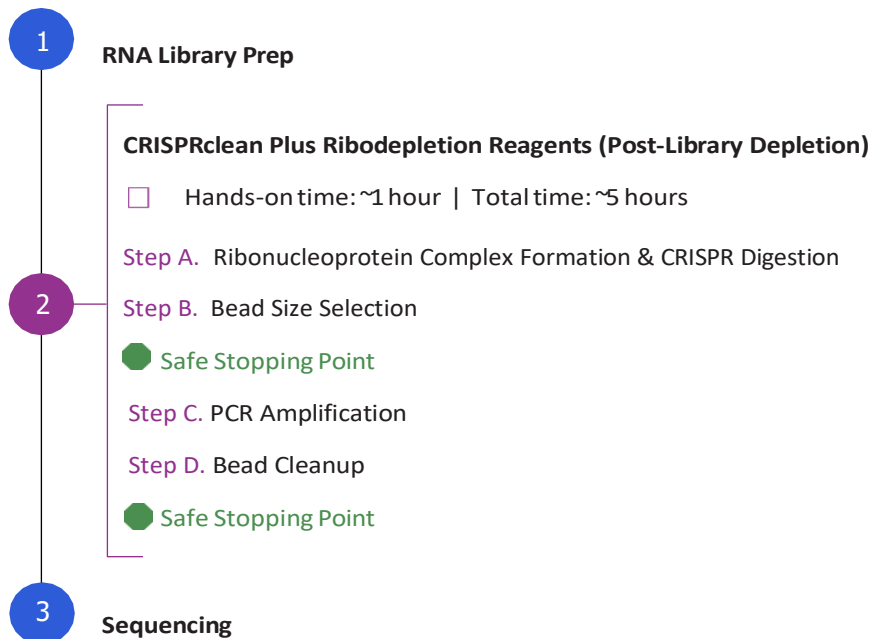 1
RNA Library Prep
CRISPRclean Plus Ribodepletion Reagents (Post-Library Depletion)
Hands-on time: ~1 hour | Total time: ~5 hours
Step A. Ribonucleoprotein Complex Formation & CRISPR Digestion
2
Step B. Bead Size Selection
Safe Stopping Point
Step C. PCR Amplification
Step D. Bead Cleanup
Safe Stopping Point
3
Sequencing